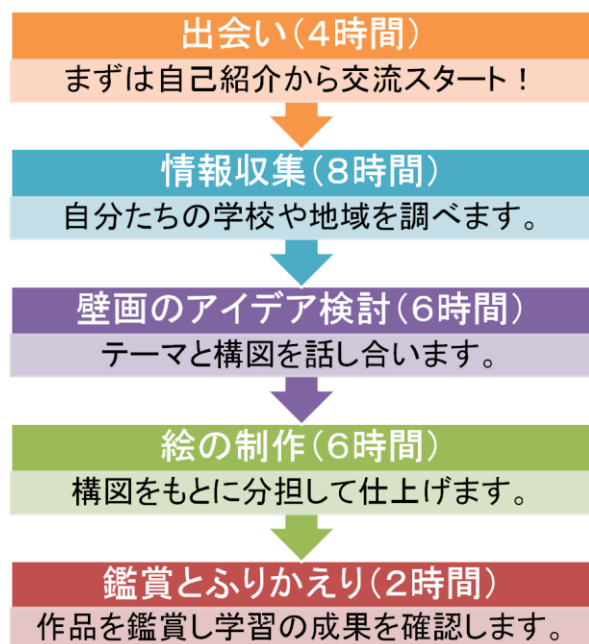 出会い(4時間)
まずは自己紹介から交流スタート！
情報収集(8時間)
自分たちの学校や地域を調べます。
壁画のアイデア検討(6時間)
テーマと構図を話し合います。
絵の制作(6時間)
構図をもとに分担して仕上げます。
鑑賞とふりかえり(2時間)
作品を鑑賞し学習の成果を確認します。